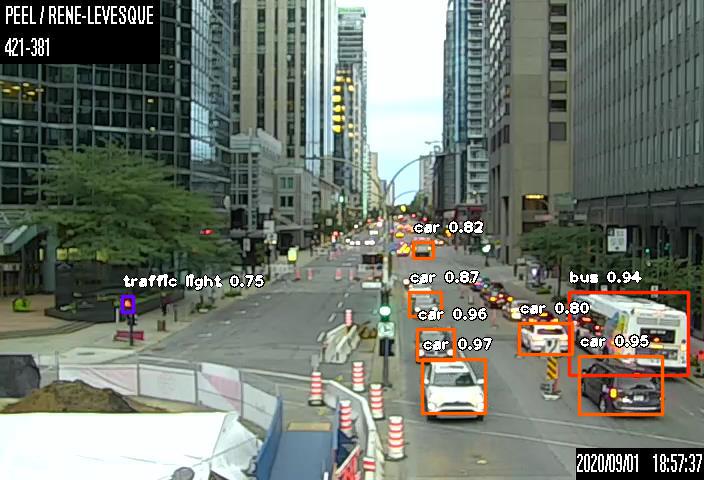 PEEL / RENE-LEVESQUE
421-381
car 0.82
traffic light 0.75
car 0.87
bus 0.94
car 0.96
car 0.80
car 0.97
car 0.95
2020/09/01 18:57:37